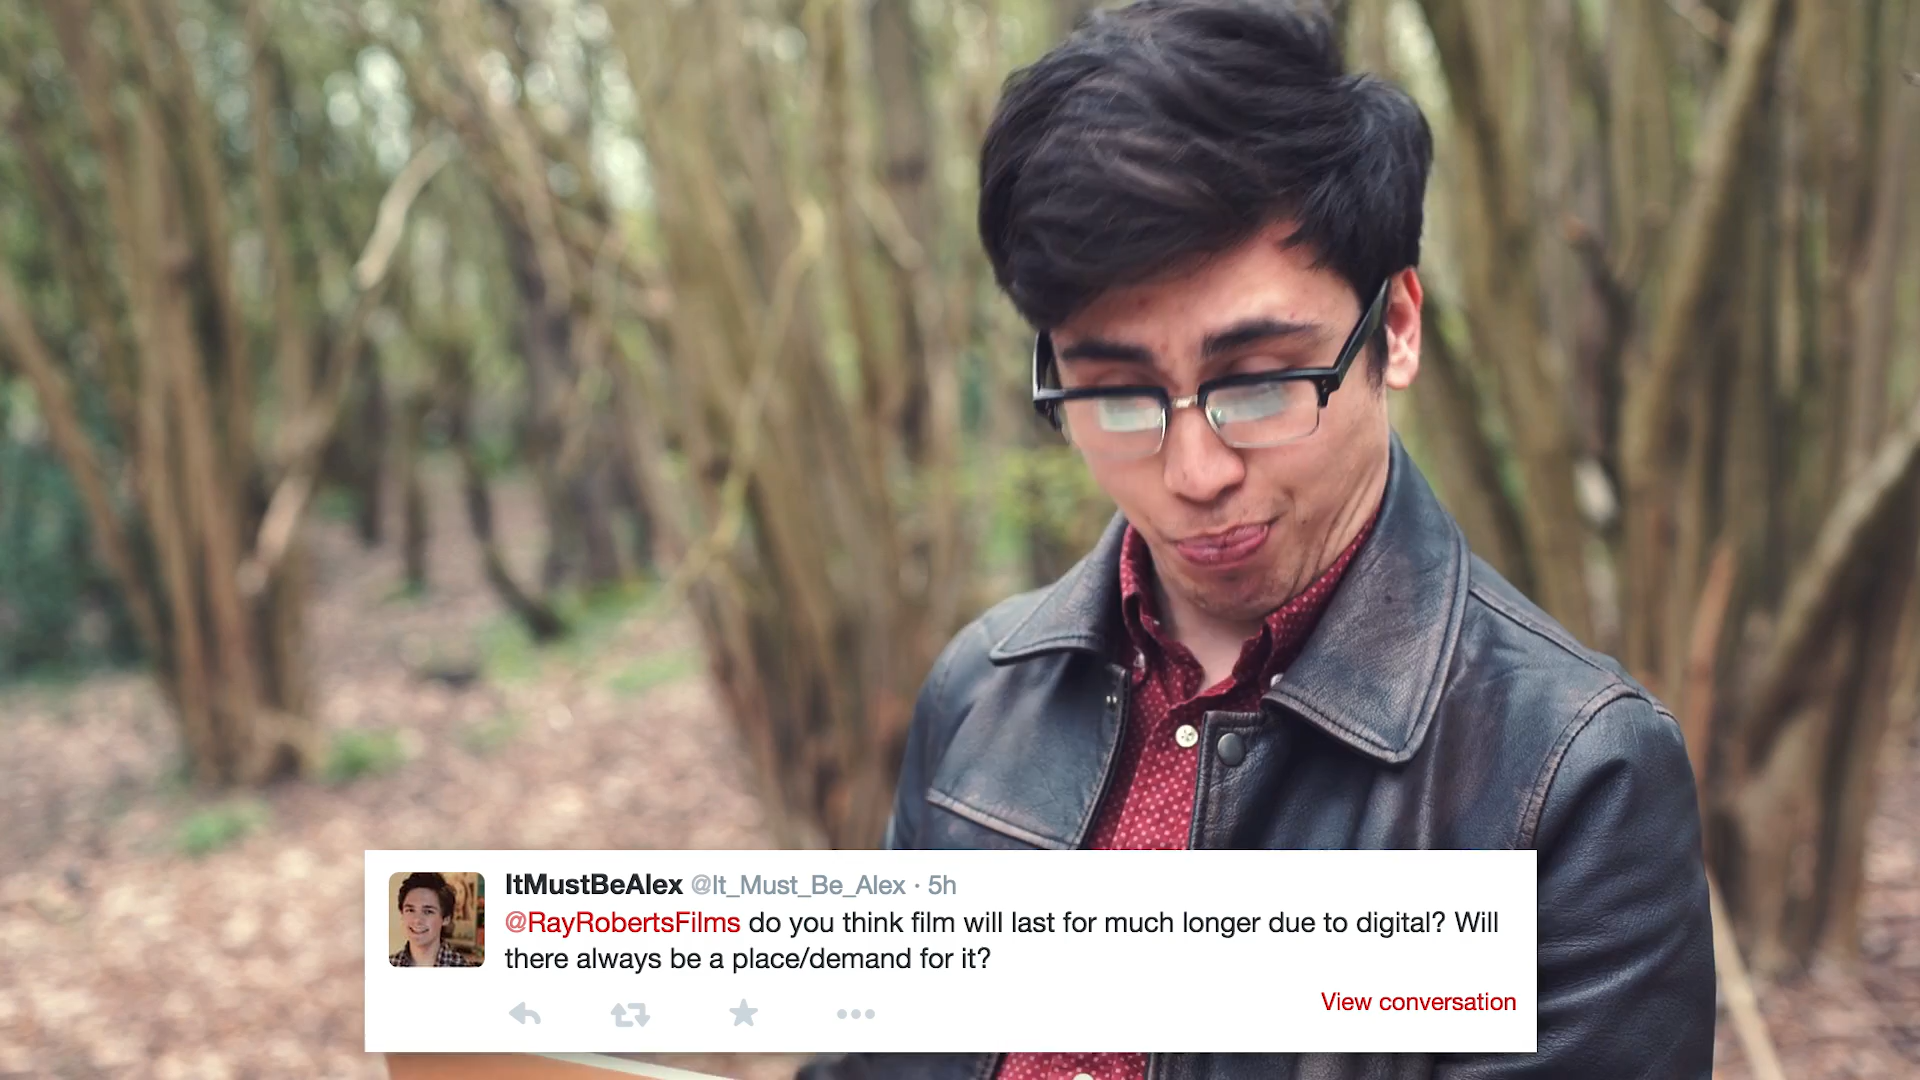 ItMustBeAlex @It_Must_Be_Alex · 5h
@RayRobertsFilms do you think film will last for much longer due to digital? Will
there always be a place/demand for it?
View conversation